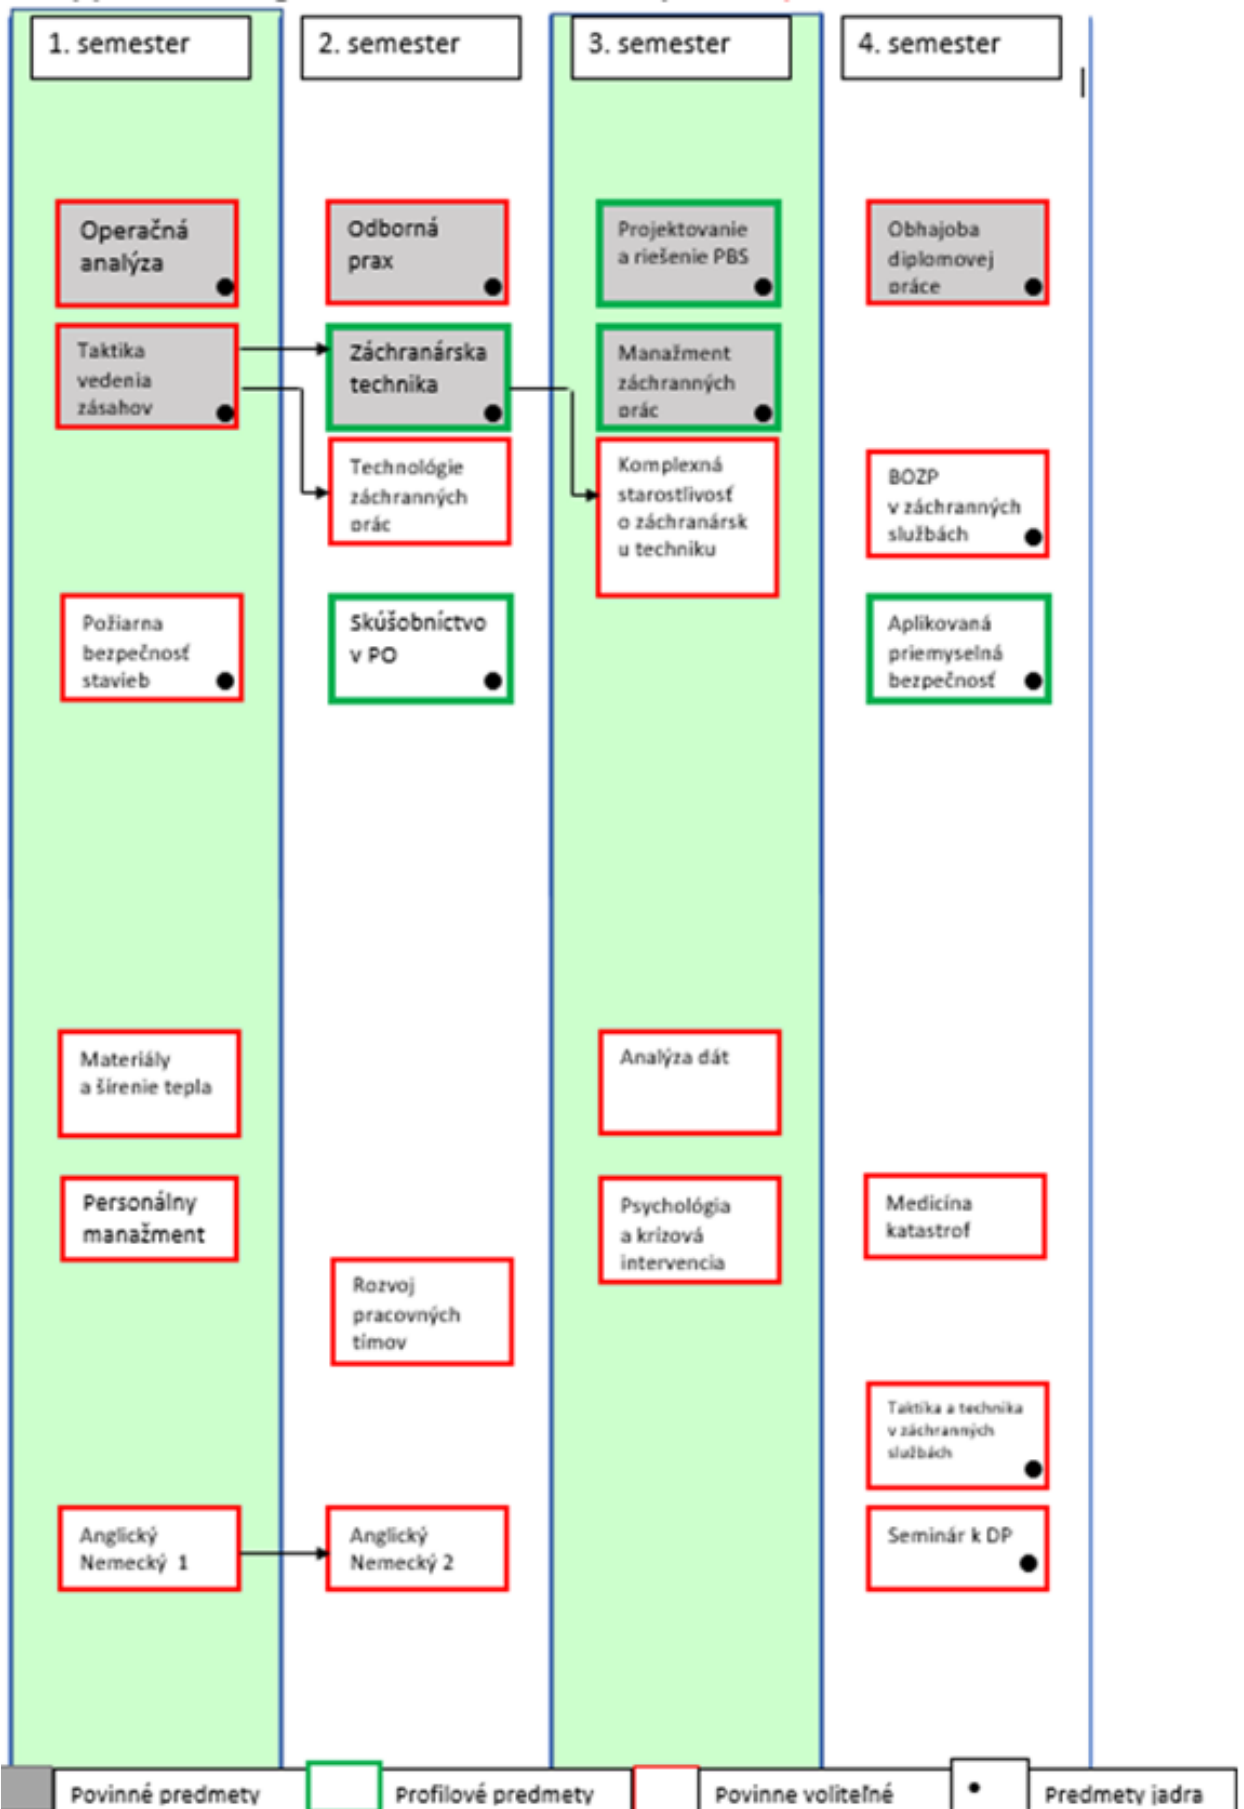 1. semester
2. semester
3. semester
4. semester
Operačná
analýza
Odborná
prax
Projektovanie
a riešenie PBS
Obhajoba
diplomovej
práce
Taktika
vedenia
zásahov
Záchranárska
technika
Manažment
záchranných
prác
Technológie
záchranných
prác
Komplexná
starostlivosť
o záchranársk
u techniku
BOZP
v záchranných
službách
Požiarna
bezpečnosť
stavieb
Skúšobníctvo
v PO
Aplikovaná
priemyselná
bezpečnosť
Materiály
a šírenie tepla
Analýza dát
Personálny
manažment
Psychológia
a krízová
intervencia
Medicína
katastrof
Rozvoj
pracovných
tímov
Taktika a technika
v záchranných
službách
Anglický
Nemecký 1
Anglický
Nemecký 2
Seminár k DP
Povinné predmety
Profilové predmety
Povinne voliteľné
Predmety jadra